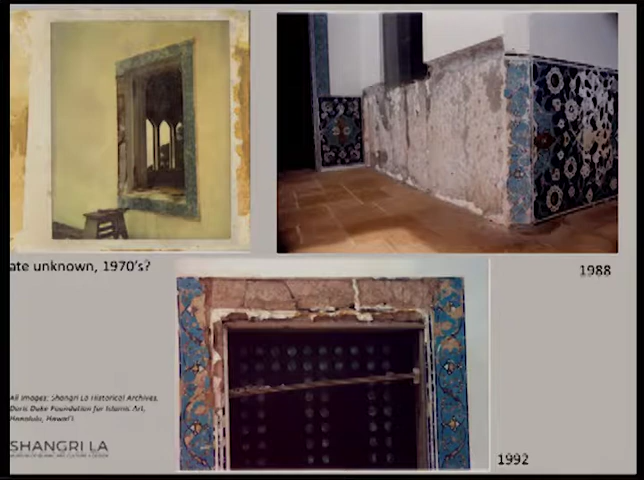 ate unknown, 1970's?
1988
All images: Shangri La Historical Archives,
Doris Duke Foundation for Islamic Art,
Honolulu, Hawai'i
SHANGRI LA
1992